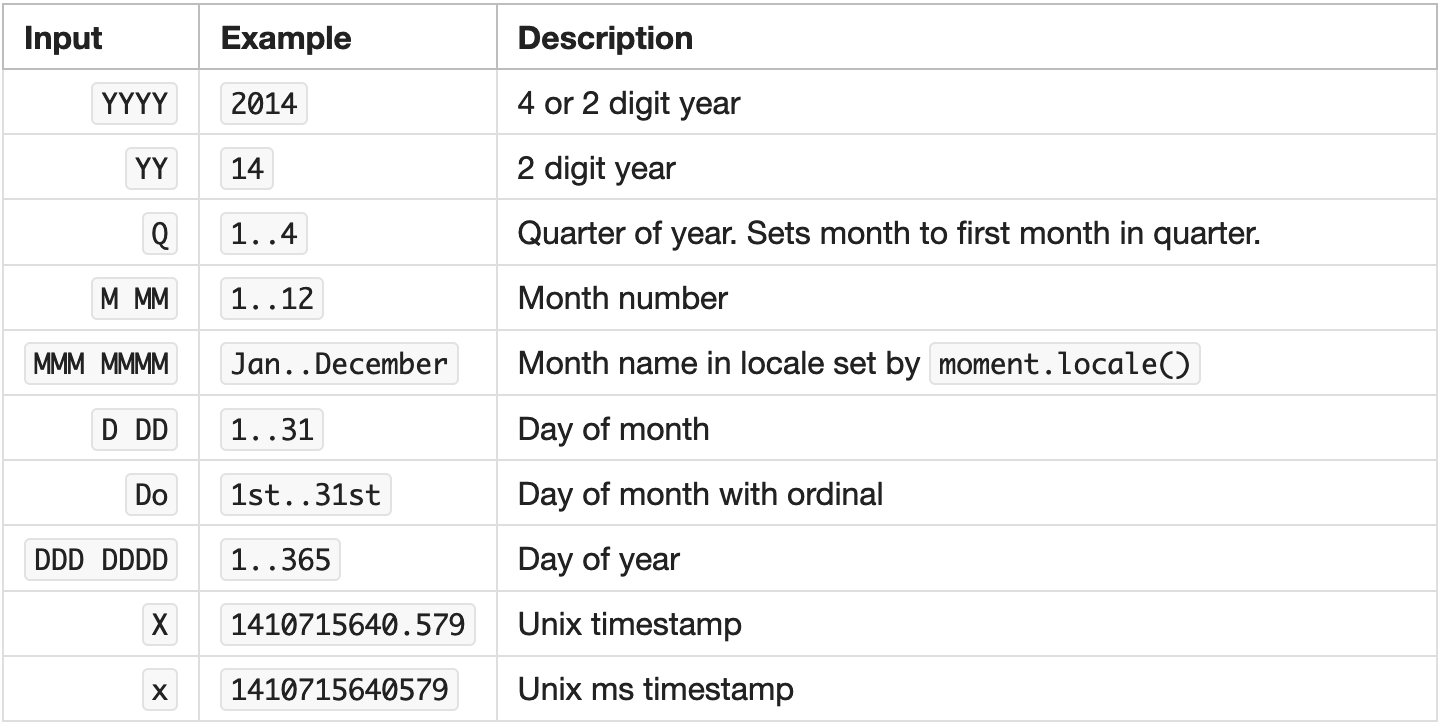 Input Example Description
YYYY 2014 4 or 2 digit year
YY 14 2 digit year
Q 1..4 Quarter of year. Sets month to first month in quarter.
M MM 1..12 Month number
MMM MMMM Jan..December Month name in locale set by moment.locale()
D DD 1..31 Day of month
Do 1st..31st Day of month with ordinal
DDD DDDD 1..365 Day of year
X 1410715640.579 Unix timestamp
x 1410715640579 Unix ms timestamp